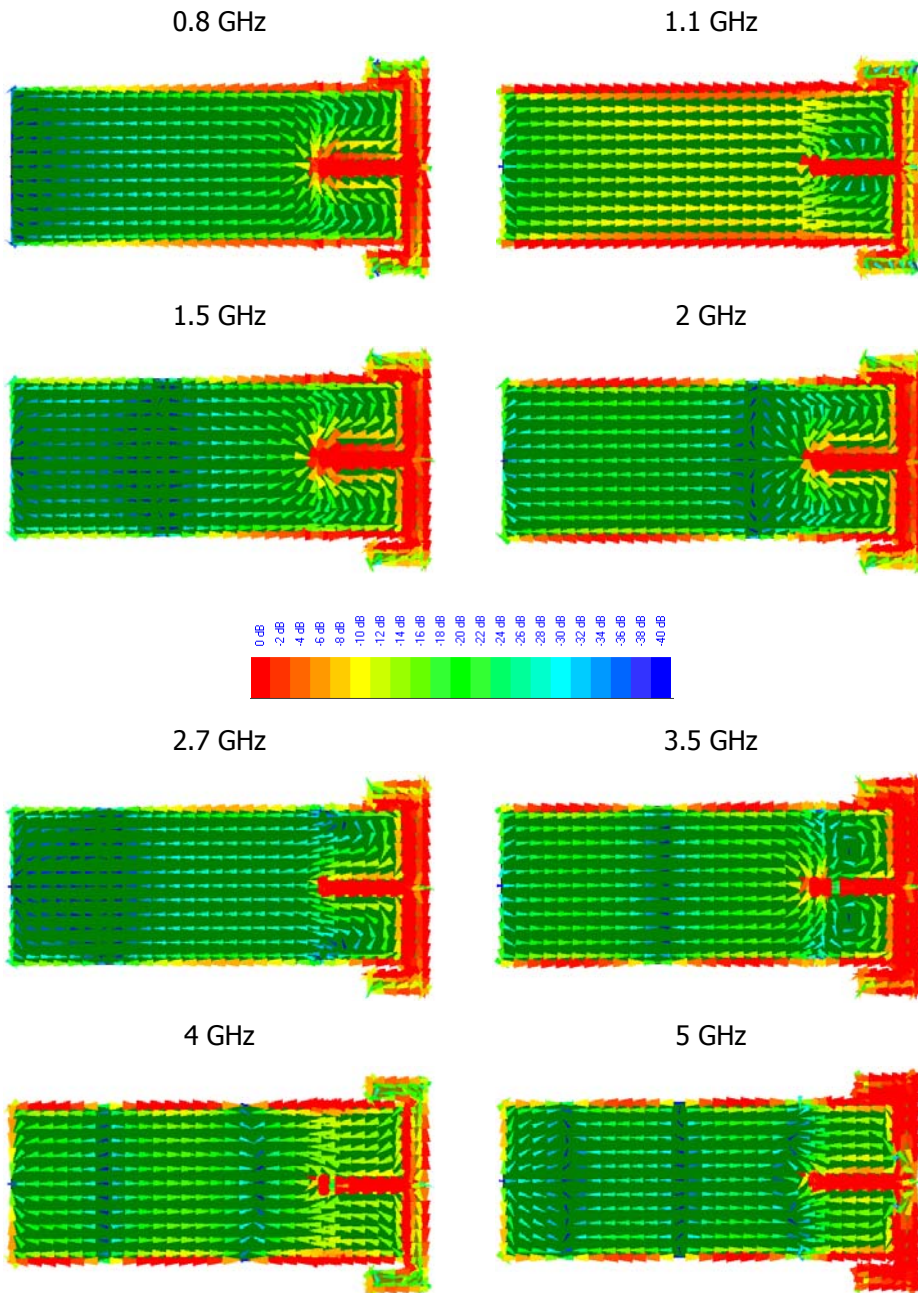 0.8 GHz
1.1 GHz
1.5 GHz
2 GHz
0 dB
-2 dB
-4 dB
-6 dB
-8 dB
-10 dB
-12 dB
-14 dB
-16 dB
-18 dB
-20 dB
-22 dB
-24 dB
-26 dB
-28 dB
-30 dB
-32 dB
-34 dB
-36 dB
-38 dB
-40 dB
2.7 GHz
3.5 GHz
4 GHz
5 GHz